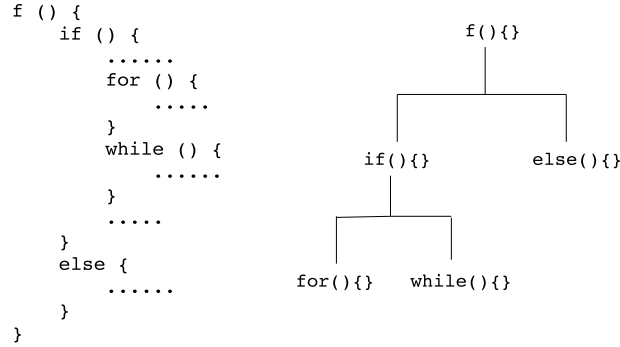 f () {
if () {
......
for () {
.....
}
while () {
......
}
.....
}
else {
......
}
}
f(){}
if(){} else(){}
for(){} while(){}